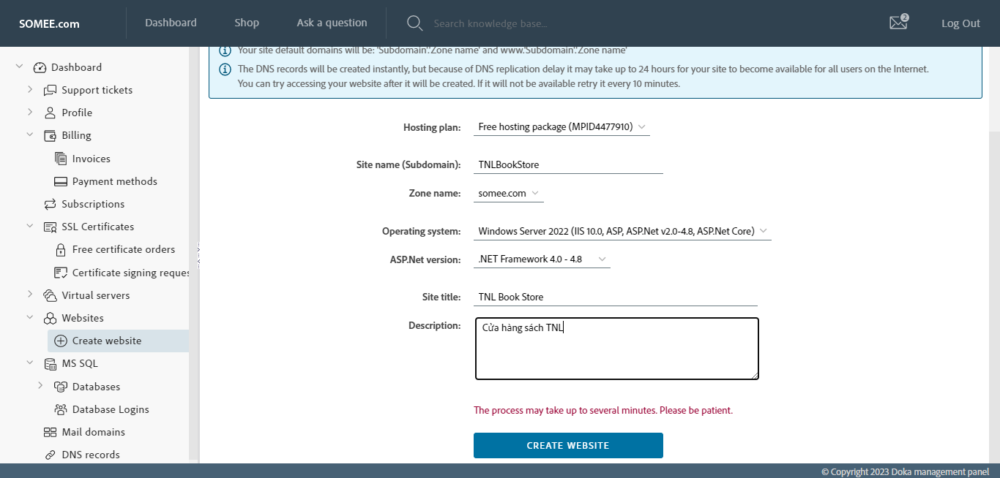 SOMEE.com
Dashboard
Shop
Ask a question
Search knowledge base...
2
Log Out
Dashboard
Support tickets
Profile
Billing
Invoices
Payment methods
Subscriptions
SSL Certificates
Free certificate orders
Certificate signing reques
Virtual servers
Websites
Create website
MS SQL
Databases
Database Logins
Mail domains
DNS records
Your site default domains will be: 'Subdomain'.'Zone name' and www.'Subdomain'.'Zone name'
The DNS records will be created instantly, but because of DNS replication delay it may take up to 24 hours for your site to become available for all users on the Internet.
You can try accessing your website after it will be created. If it will not be available retry it every 10 minutes.
Hosting plan: Free hosting package (MPID4477910)
Site name (Subdomain): TNLBookStore
Zone name: somee.com
Operating system: Windows Server 2022 (IIS 10.0, ASP, ASP.Net v2.0-4.8, ASP.Net Core)
ASP.Net version: .NET Framework 4.0 - 4.8
Site title: TNL Book Store
Description: Cửa hàng sách TNL
The process may take up to several minutes. Please be patient.
CREATE WEBSITE
© Copyright 2023 Doka management panel